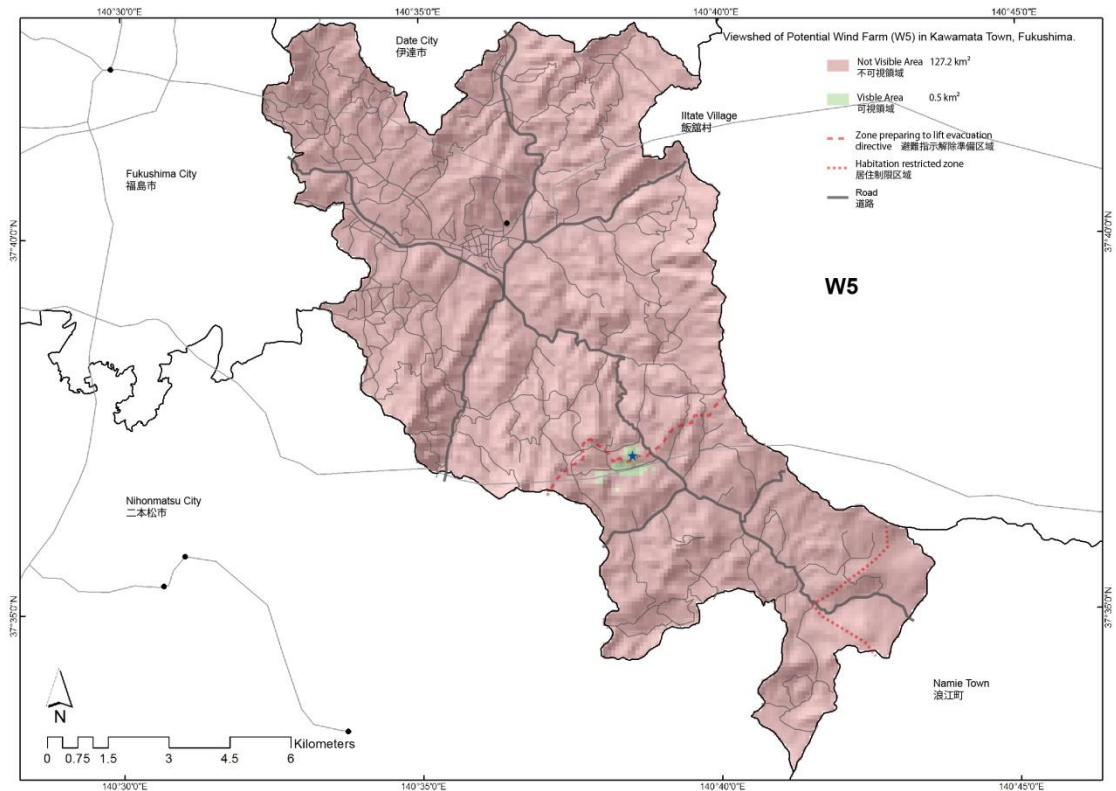 140°30'0"E
140°35'0"E
140°40'0"E
140°45'0"E
Viewshed of Potential Wind Farm (W5) in Kawamata Town, Fukushima.
Not Visible Area 127.2 km²
不可視領域
Visble Area 0.5 km²
可視領域
Zone preparing to lift evacuation
directive 避難指示解除準備区域
Habitation restricted zone
居住制限区域
Road
道路
W5
Date City
伊達市
IItate Village
飯舘村
Fukushima City
福島市
Nihonmatsu City
二本松市
Namie Town
浪江町
37°40'0"N
37°40'0"N
37°35'0"N
37°35'0"N
N
Kilometers
0 0.75 1.5 3 4.5 6
140°30'0"E
140°35'0"E
140°40'0"E
140°45'0"E